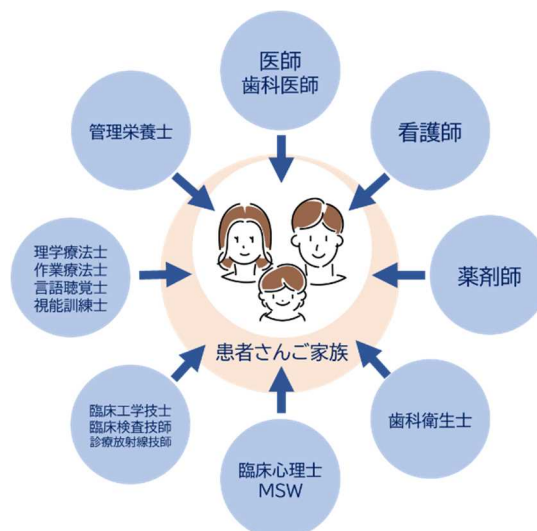 医師
歯科医師
看護師
薬剤師
歯科衛生士
臨床心理士
MSW
臨床工学技士
臨床検査技師
診療放射線技師
理学療法士
作業療法士
言語聴覚士
視能訓練士
管理栄養士
患者さんご家族